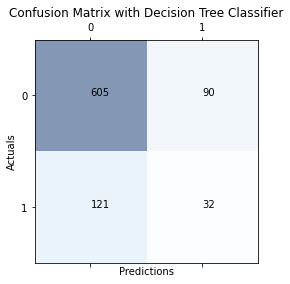 Confusion Matrix with Decision Tree Classifier
0 1
0 605 90
Actuals
1 121 32
Predictions